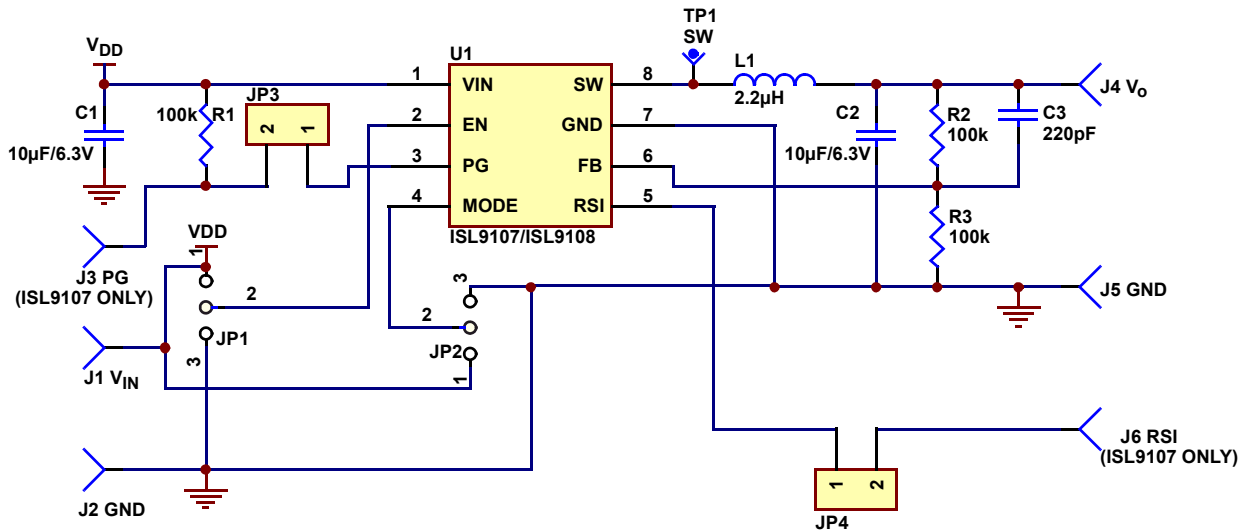 TP1
SW
VDD
U1
L1
2.2µH
1
VIN
SW
8
J4 Vo
C1
10µF/6.3V
100k
R1
JP3
2
1
2
EN
GND
7
C2
10µF/6.3V
R2
100k
C3
220pF
3
PG
FB
6
4
MODE
RSI
5
ISL9107/ISL9108
R3
100k
VDD
1
J3 PG
(ISL9107 ONLY)
2
3
JP1
3
2
JP2
1
J5 GND
J1 VIN
J2 GND
J6 RSI
(ISL9107 ONLY)
1
2
JP4